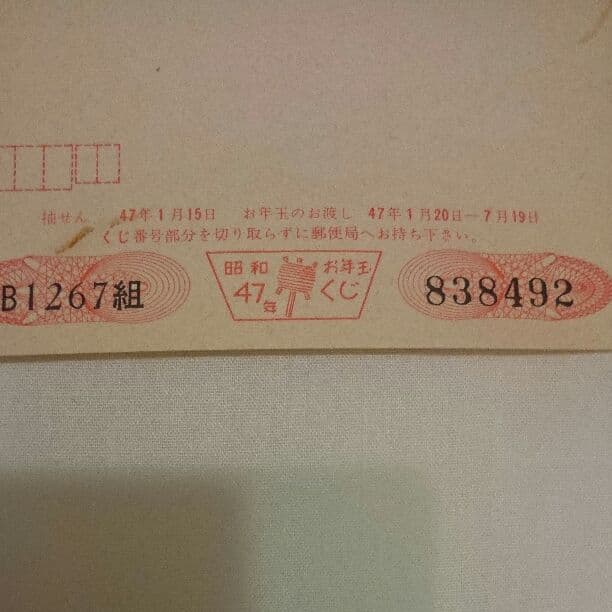 抽せん 47年1月15日 お年玉のお渡し 47年1月20日―7月19日
くじ番号部分を切り取らずに郵便局へお持ち下さい。
B1267組
昭和 お年玉
47年 くじ
838492